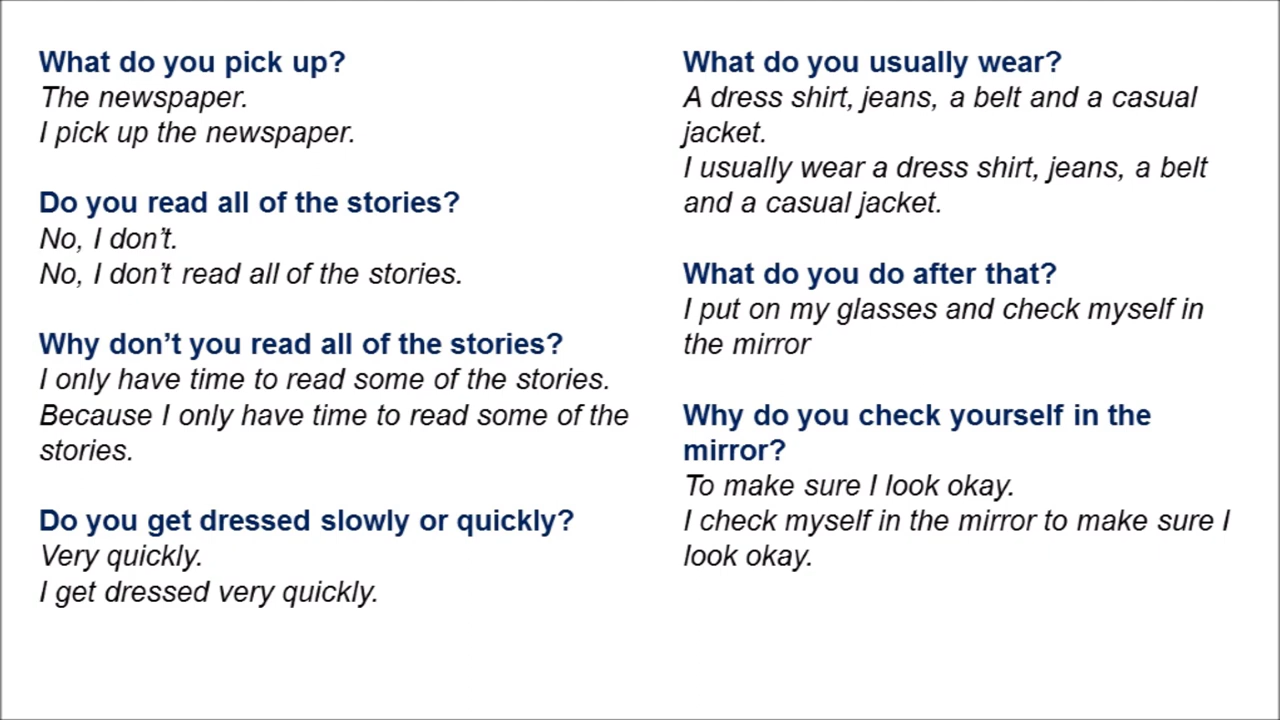 What do you pick up?
The newspaper.
I pick up the newspaper.
Do you read all of the stories?
No, I don’t.
No, I don’t read all of the stories.
Why don’t you read all of the stories?
I only have time to read some of the stories.
Because I only have time to read some of the
stories.
Do you get dressed slowly or quickly?
Very quickly.
I get dressed very quickly.
What do you usually wear?
A dress shirt, jeans, a belt and a casual
jacket.
I usually wear a dress shirt, jeans, a belt
and a casual jacket.
What do you do after that?
I put on my glasses and check myself in
the mirror
Why do you check yourself in the
mirror?
To make sure I look okay.
I check myself in the mirror to make sure I
look okay.